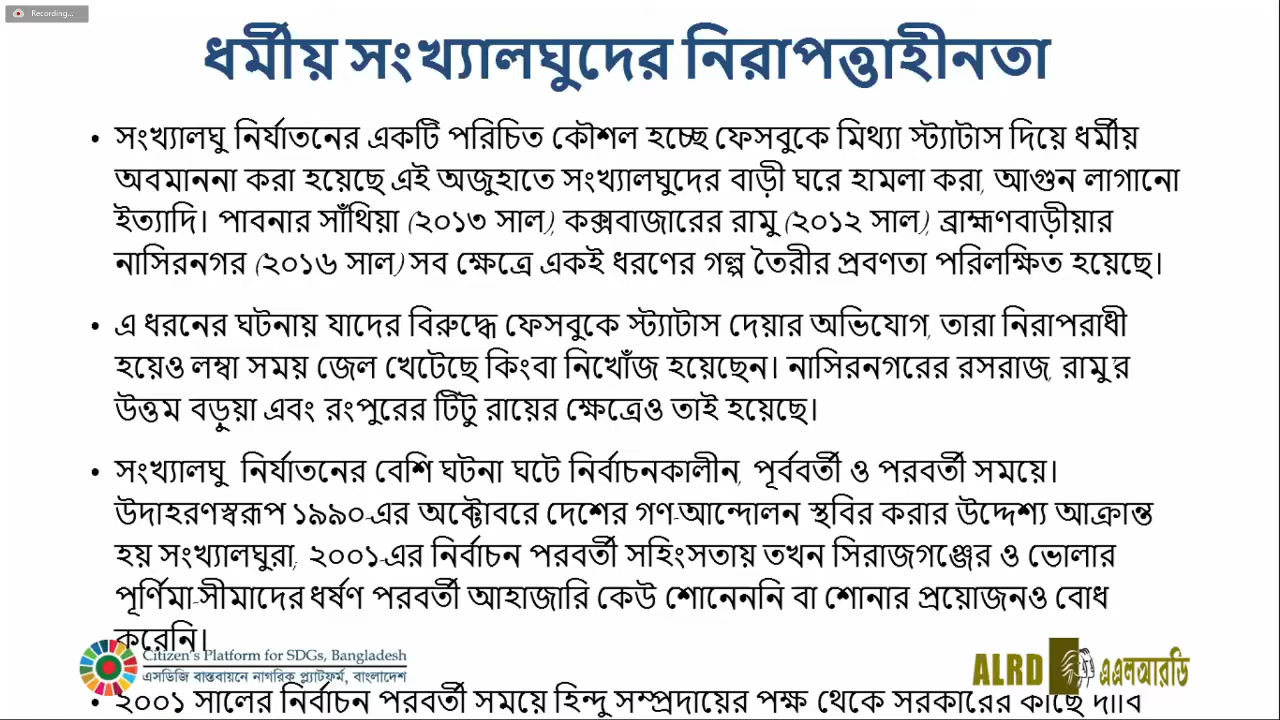 Recording...
ধর্মীয় সংখ্যালঘুদের নিরাপত্তাহীনতা
• সংখ্যালঘু নির্যাতনের একটি পরিচিত কৌশল হচ্ছে ফেসবুকে মিথ্যা স্ট্যাটাস দিয়ে ধর্মীয়
অবমাননা করা হয়েছে এই অজুহাতে সংখ্যালঘুদের বাড়ী ঘরে হামলা করা, আগুন লাগানো
ইত্যাদি। পাবনার সাঁথিয়া (২০১৩ সাল), কক্সবাজারের রামু (২০১২ সাল), ব্রাহ্মণবাড়ীয়ার
নাসিরনগর (২০১৬ সাল) সব ক্ষেত্রে একই ধরণের গল্প তৈরীর প্রবণতা পরিলক্ষিত হয়েছে।
• এ ধরনের ঘটনায় যাদের বিরুদ্ধে ফেসবুকে স্ট্যাটাস দেয়ার অভিযোগ, তারা নিরাপরাধী
হয়েও লম্বা সময় জেল খেটেছে কিংবা নিখোঁজ হয়েছেন। নাসিরনগরের রসরাজ, রামু'র
উত্তম বড়ুয়া এবং রংপুরের টিটু রায়ের ক্ষেত্রেও তাই হয়েছে।
• সংখ্যালঘু নির্যাতনের বেশি ঘটনা ঘটে নির্বাচনকালীন, পূর্ববর্তী ও পরবর্তী সময়ে।
উদাহরণস্বরূপ ১৯৯০-এর অক্টোবরে দেশের গণ-আন্দোলন স্থবির করার উদ্দেশ্য আক্রান্ত
হয় সংখ্যালঘুরা, ২০০১-এর নির্বাচন পরবর্তী সহিংসতায় তখন সিরাজগঞ্জের ও ভোলার
পূর্ণিমা-সীমাদের ধর্ষণ পরবর্তী আহাজারি কেউ শোনেননি বা শোনার প্রয়োজনও বোধ
করেনি।
Citizen's Platform for SDGs, Bangladesh
এসডিজি বাস্তবায়নে নাগরিক প্ল্যাটফর্ম, বাংলাদেশ
ALRD এএলআরডি
• ২০০১ সালের নির্বাচন পরবর্তী সময়ে হিন্দু সম্প্রদায়ের পক্ষ থেকে সরকারের কাছে দাবি